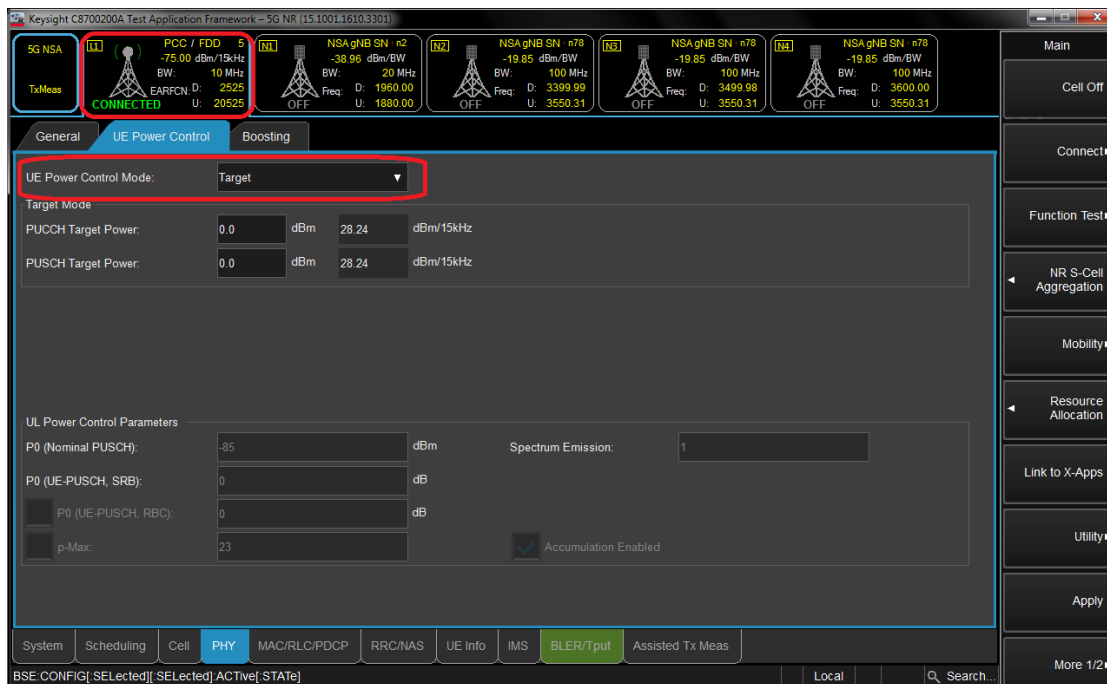 Keysight C8700200A Test Application Framework – 5G NR (15.1001.1610.3301)
5G NSA
TxMeas
L1
PCC / FDD 5
-75.00 dBm/15kHz
BW: 10 MHz
EARFCN: D: 2525
U: 20525
CONNECTED
N1
NSA gNB SN · n2
-38.96 dBm/BW
BW: 20 MHz
Freq: D: 1960.00
U: 1880.00
OFF
N2
NSA gNB SN · n78
-19.85 dBm/BW
BW: 100 MHz
Freq: D: 3399.99
U: 3550.31
OFF
N3
NSA gNB SN · n78
-19.85 dBm/BW
BW: 100 MHz
Freq: D: 3499.98
U: 3550.31
OFF
N4
NSA gNB SN · n78
-19.85 dBm/BW
BW: 100 MHz
Freq: D: 3600.00
U: 3550.31
OFF
General UE Power Control Boosting
UE Power Control Mode: Target
Target Mode
PUCCH Target Power: 0.0 dBm 28.24 dBm/15kHz
PUSCH Target Power: 0.0 dBm 28.24 dBm/15kHz
UL Power Control Parameters
P0 (Nominal PUSCH): -85 dBm Spectrum Emission: 1
P0 (UE-PUSCH, SRB): 0 dB
P0 (UE-PUSCH, RBC): 0 dB
p-Max: 23 Accumulation Enabled
System Scheduling Cell PHY MAC/RLC/PDCP RRC/NAS UE Info IMS BLER/Tput Assisted Tx Meas
BSE:CONFIG[:SELected][:SELected]:ACTive[:STATe] Local Search...
Main
Cell Off
Connect
Function Test
NR S-Cell
Aggregation
Mobility
Resource
Allocation
Link to X-Apps
Utility
Apply
More 1/2